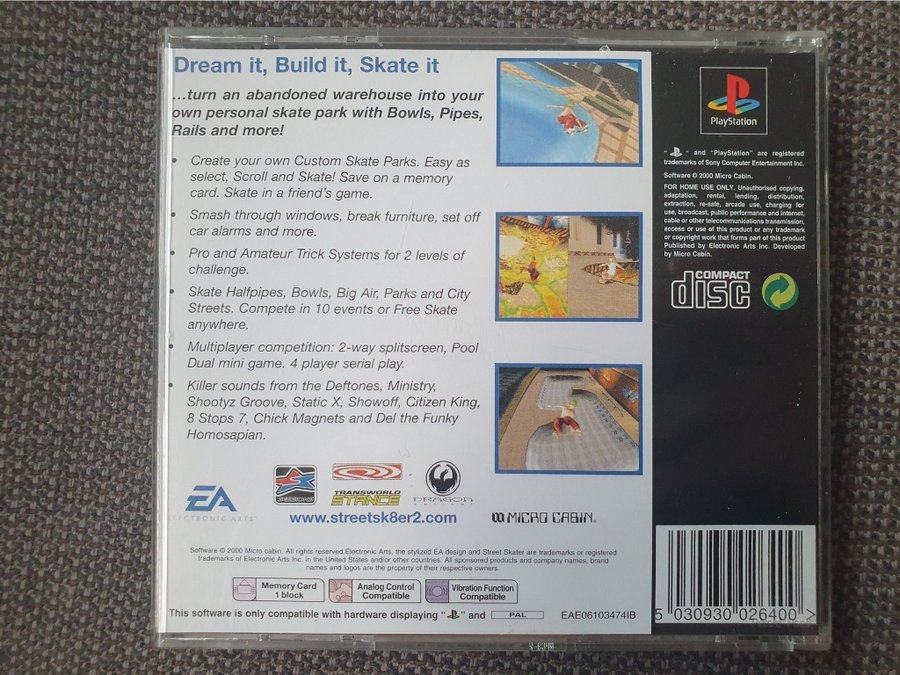 Dream it, Build it, Skate it
...turn an abandoned warehouse into your
own personal skate park with Bowls, Pipes,
Rails and more!
• Create your own Custom Skate Parks. Easy as
select, Scroll and Skate! Save on a memory
card. Skate in a friend's game.
• Smash through windows, break furniture, set off
car alarms and more.
• Pro and Amateur Trick Systems for 2 levels of
challenge.
• Skate Halfpipes, Bowls, Big Air, Parks and City
Streets. Compete in 10 events or Free Skate
anywhere.
• Multiplayer competition: 2-way splitscreen, Pool
Dual mini game. 4 player serial play.
• Killer sounds from the Deftones, Ministry,
Shootyz Groove, Static X, Showoff, Citizen King,
8 Stops 7, Chick Magnets and Del the Funky
Homosapian.
EA
ELECTRONIC ARTS™
SESSIONS
TRANSWORLD
STANCE
DRAGON
www.streetsk8er2.com
MICRO CABIN®
Software © 2000 Micro cabin. All rights reserved.Electronic Arts, the stylized EA design and Street Skater are trademarks or registered
trademarks of Electronic Arts Inc. in the United States and/or other countries. All sponsored products and company names, brand
names and logos are the property of their respective owners.
Memory Card
1 block
Analog Control
Compatible
Vibration Function
Compatible
This software is only compatible with hardware displaying " " and PAL EAE06103474IB
PlayStation
" " and "PlayStation" are registered
trademarks of Sony Computer Entertainment Inc.
Software © 2000 Micro Cabin.
FOR HOME USE ONLY. Unauthorised copying,
adaptation, rental, lending, distribution,
extraction, re-sale, arcade use, charging for
use, broadcast, public performance and internet,
cable or other telecommunications transmission,
access or use of this product or any trademark
or copyright work that forms part of this product
Published by Electronic Arts Inc. Developed
by Micro Cabin.
COMPACT
disc
5 030930 026400 >